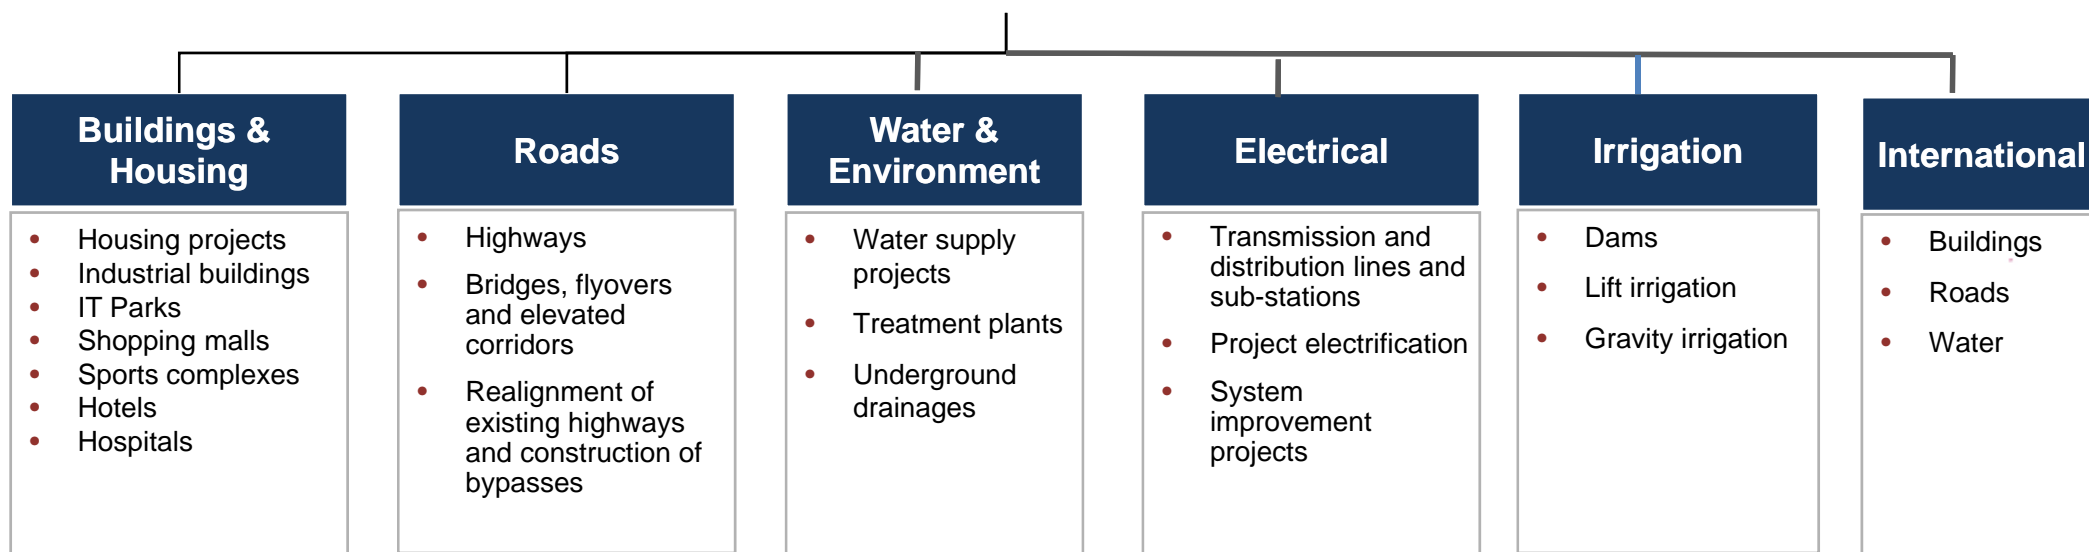 Buildings &
Housing
• Housing projects
• Industrial buildings
• IT Parks
• Shopping malls
• Sports complexes
• Hotels
• Hospitals
Roads
• Highways
• Bridges, flyovers
and elevated
corridors
• Realignment of
existing highways
and construction of
bypasses
Water &
Environment
• Water supply
projects
• Treatment plants
• Underground
drainages
Electrical
• Transmission and
distribution lines and
sub-stations
• Project electrification
• System
improvement
projects
Irrigation
• Dams
• Lift irrigation
• Gravity irrigation
International
• Buildings
• Roads
• Water